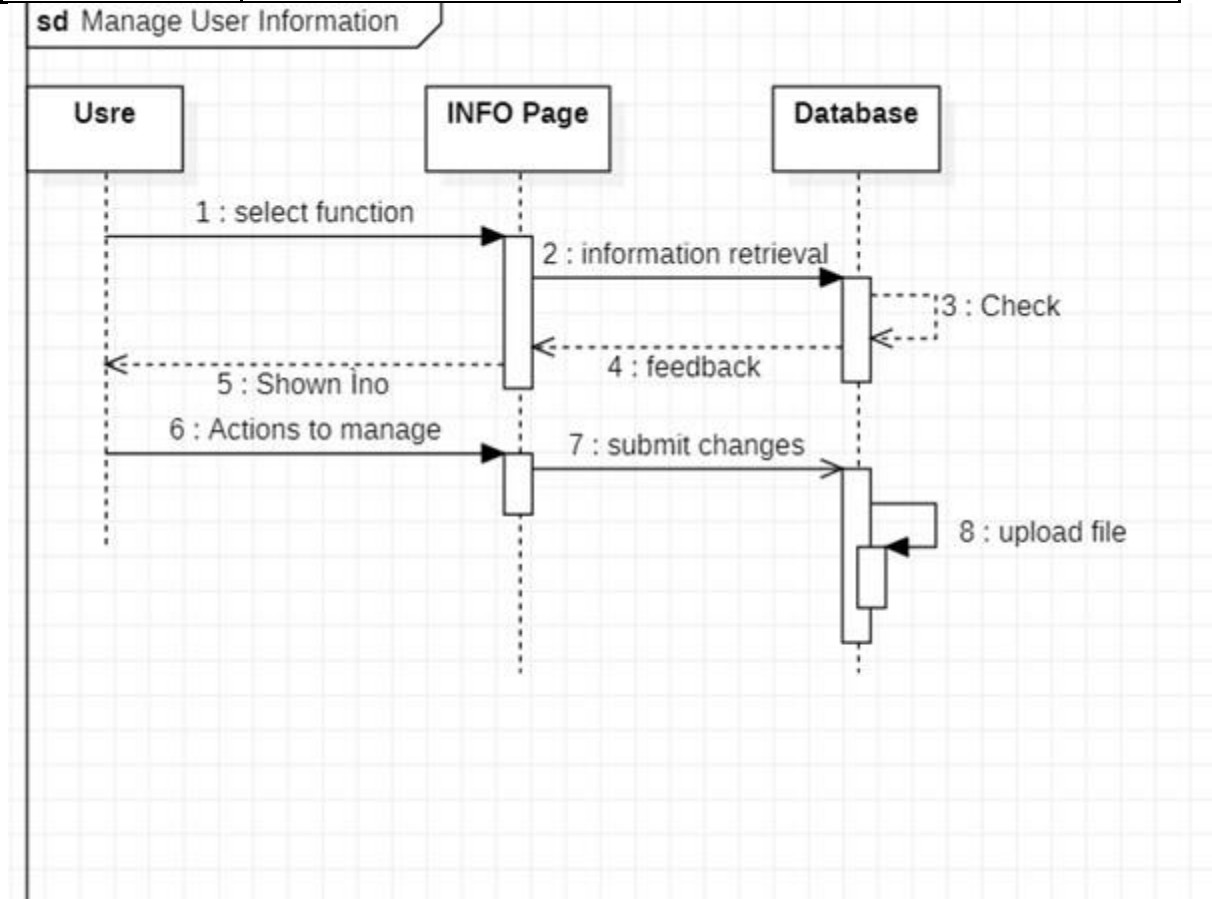 sd Manage User Information
Usre
INFO Page
Database
1 : select function
2 : information retrieval
3 : Check
4 : feedback
5 : Shown Ìno
6 : Actions to manage
7 : submit changes
8 : upload file